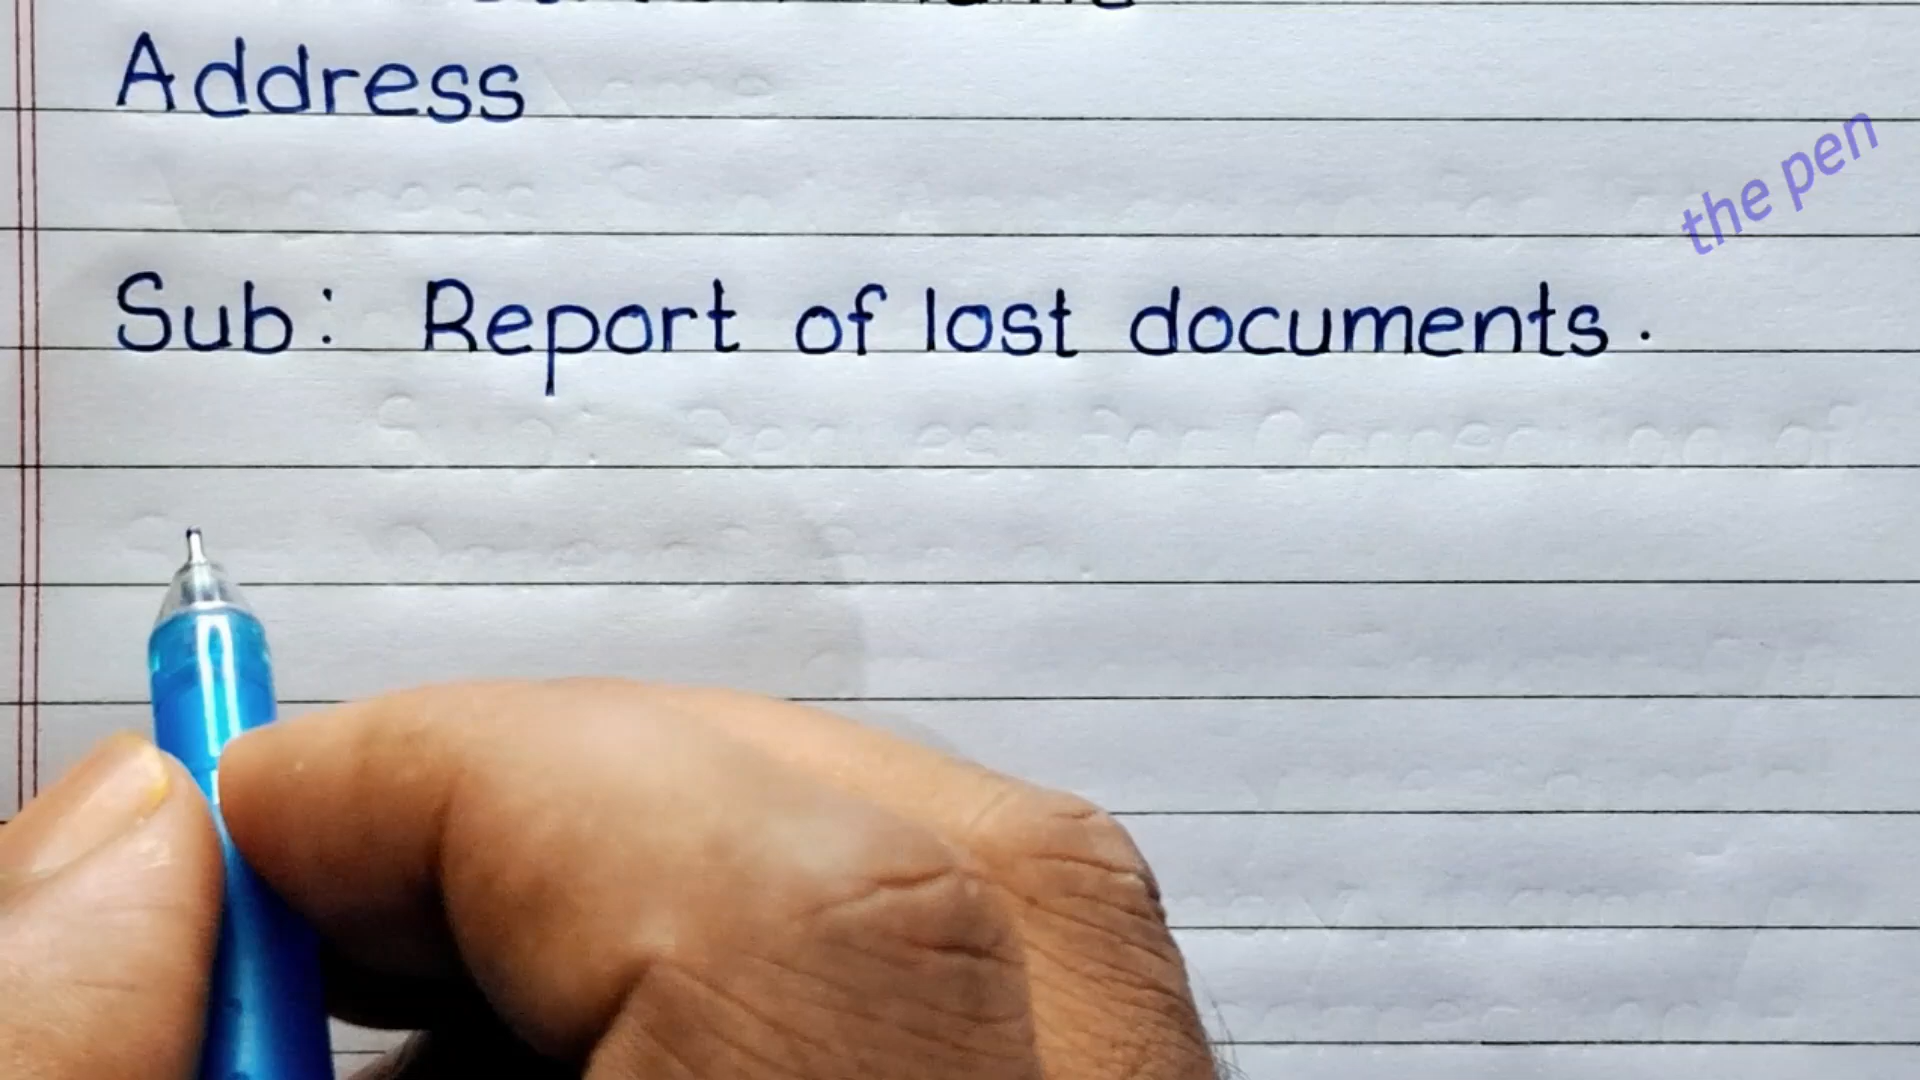 Address
the pen
Sub: Report of lost documents.